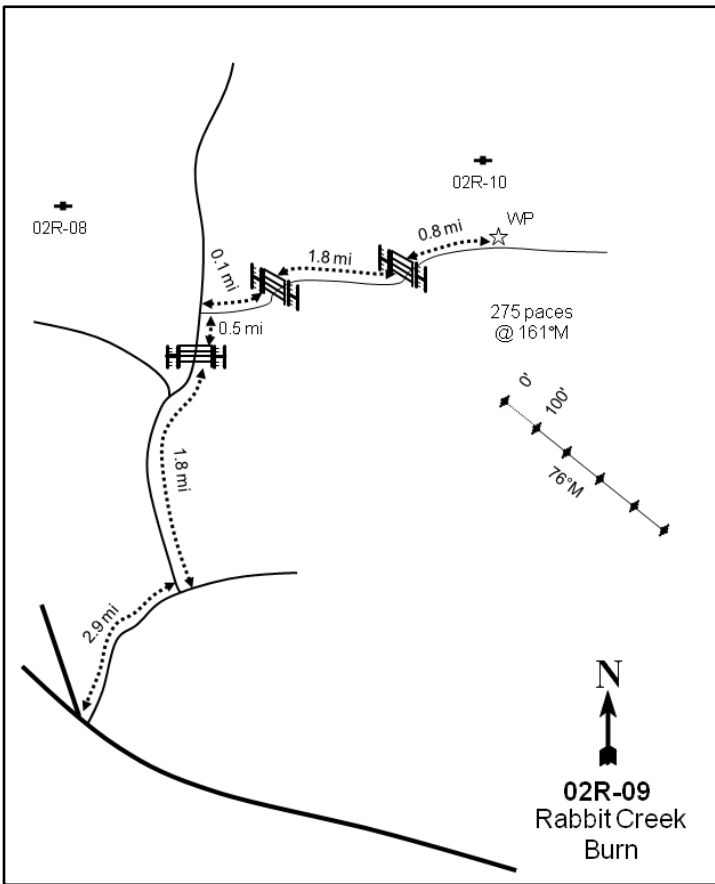 02R-10
02R-08
WP
0.8 mi
1.8 mi
0.1 mi
0.5 mi
275 paces
@ 161°M
0'
100'
1.8 mi
76°M
2.9 mi
N
02R-09
Rabbit Creek
Burn